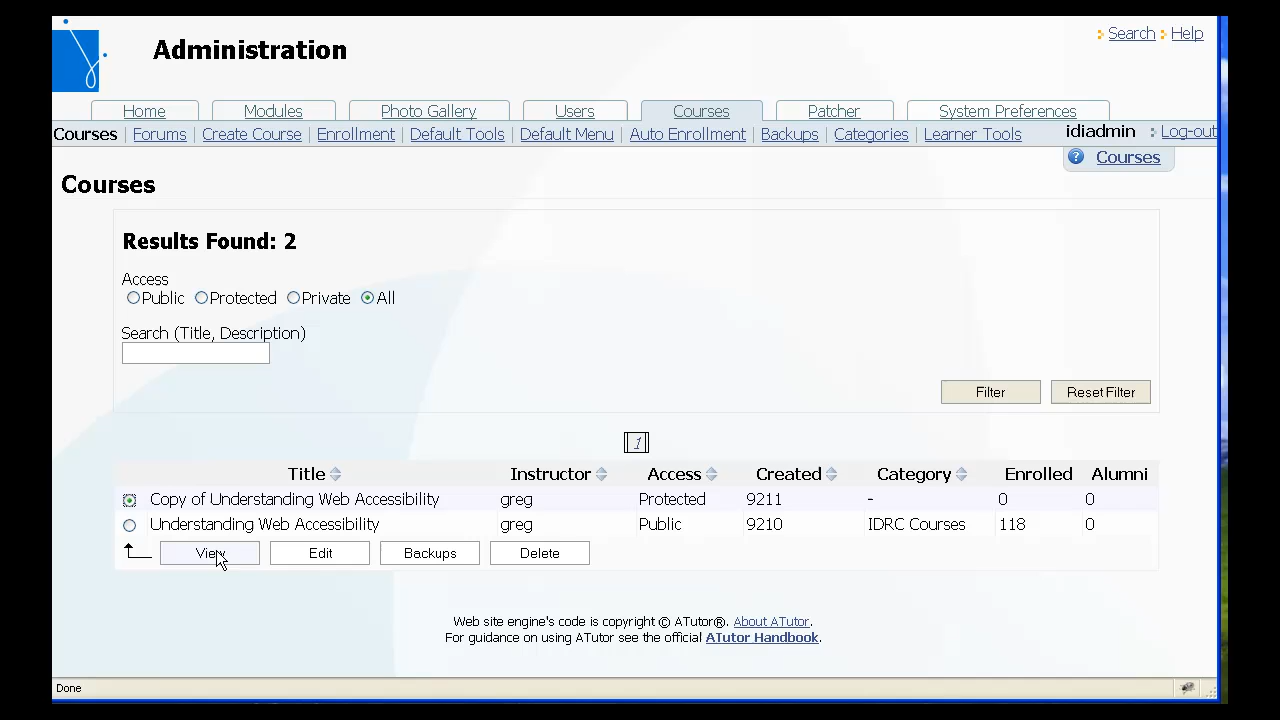 Search Help
Administration
Home Modules Photo Gallery Users Courses Patcher System Preferences
Courses Forums Create Course Enrollment Default Tools Default Menu Auto Enrollment Backups Categories Learner Tools idiadmin Log-out
? Courses
Courses
Results Found: 2
Access
Public Protected Private All
Search (Title, Description)
Filter Reset Filter
1
Title Instructor Access Created Category Enrolled Alumni
Copy of Understanding Web Accessibility greg Protected 9211 - 0 0
Understanding Web Accessibility greg Public 9210 IDRC Courses 118 0
View Edit Backups Delete
Web site engine's code is copyright © ATutor®. About ATutor.
For guidance on using ATutor see the official ATutor Handbook.
Done